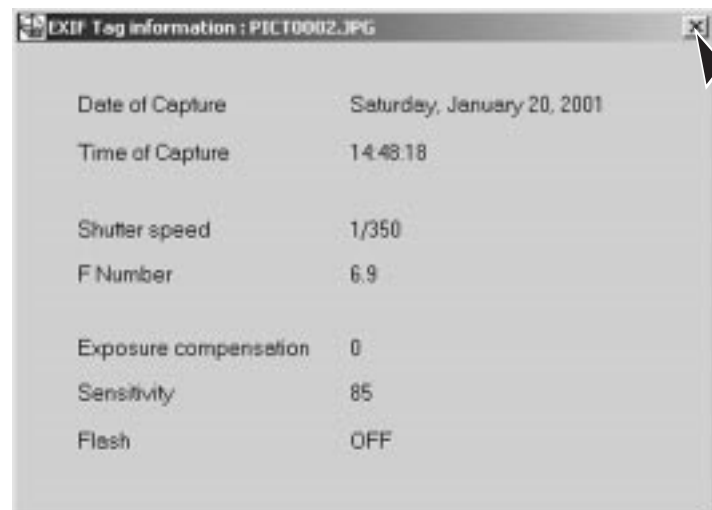 EXIF Tag information : PICT0002.JPG
Date of Capture Saturday, January 20, 2001
Time of Capture 14:48:18
Shutter speed 1/350
F Number 6.9
Exposure compensation 0
Sensitivity 85
Flash OFF